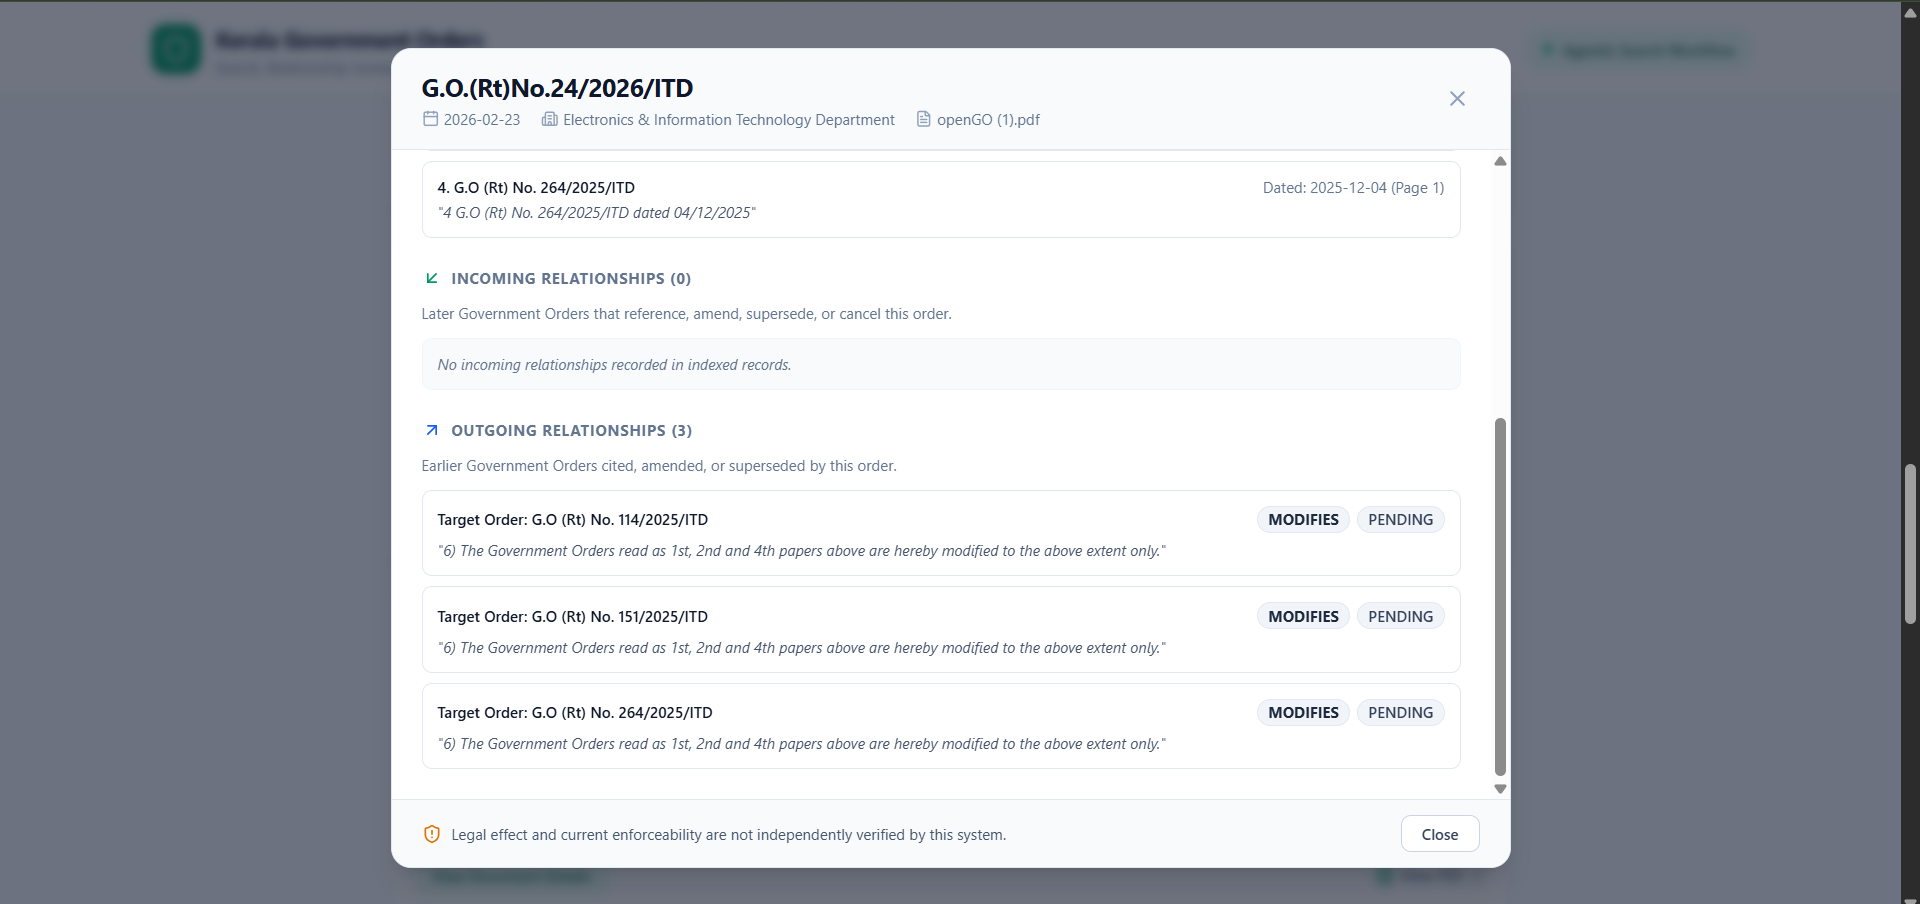 Kerala Government Orders
G.O.(Rt)No.24/2026/ITD
2026-02-23 Electronics & Information Technology Department openGO (1).pdf
4. G.O (Rt) No. 264/2025/ITD Dated: 2025-12-04 (Page 1)
"4 G.O (Rt) No. 264/2025/ITD dated 04/12/2025"
INCOMING RELATIONSHIPS (0)
Later Government Orders that reference, amend, supersede, or cancel this order.
No incoming relationships recorded in indexed records.
OUTGOING RELATIONSHIPS (3)
Earlier Government Orders cited, amended, or superseded by this order.
Target Order: G.O (Rt) No. 114/2025/ITD MODIFIES PENDING
"6) The Government Orders read as 1st, 2nd and 4th papers above are hereby modified to the above extent only."
Target Order: G.O (Rt) No. 151/2025/ITD MODIFIES PENDING
"6) The Government Orders read as 1st, 2nd and 4th papers above are hereby modified to the above extent only."
Target Order: G.O (Rt) No. 264/2025/ITD MODIFIES PENDING
"6) The Government Orders read as 1st, 2nd and 4th papers above are hereby modified to the above extent only."
Legal effect and current enforceability are not independently verified by this system.
Close